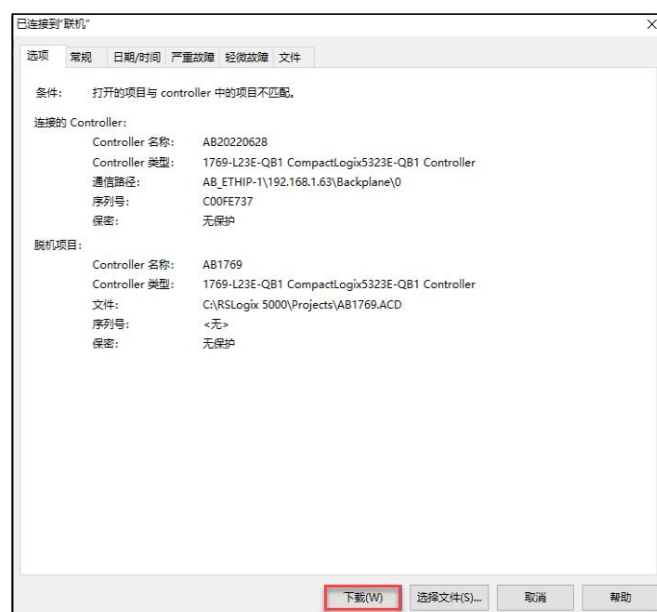 已连接到“联机”
选项 常规 日期/时间 严重故障 轻微故障 文件
条件： 打开的项目与 controller 中的项目不匹配。
连接的 Controller:
Controller 名称： AB20220628
Controller 类型： 1769-L23E-QB1 CompactLogix5323E-QB1 Controller
通信路径： AB_ETHIP-1\192.168.1.63\Backplane\0
序列号： C00FE737
保密： 无保护
脱机项目：
Controller 名称： AB1769
Controller 类型： 1769-L23E-QB1 CompactLogix5323E-QB1 Controller
文件： C:\RSLogix 5000\Projects\AB1769.ACD
序列号： <无>
保密： 无保护
下载(W) 选择文件(S)... 取消 帮助